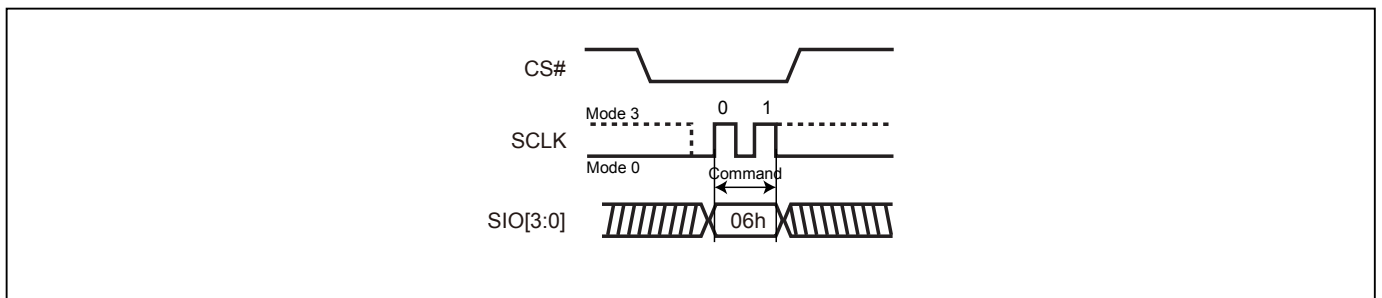 CS#
Mode 3
0 1
SCLK
Mode 0
Command
SIO[3:0]
06h